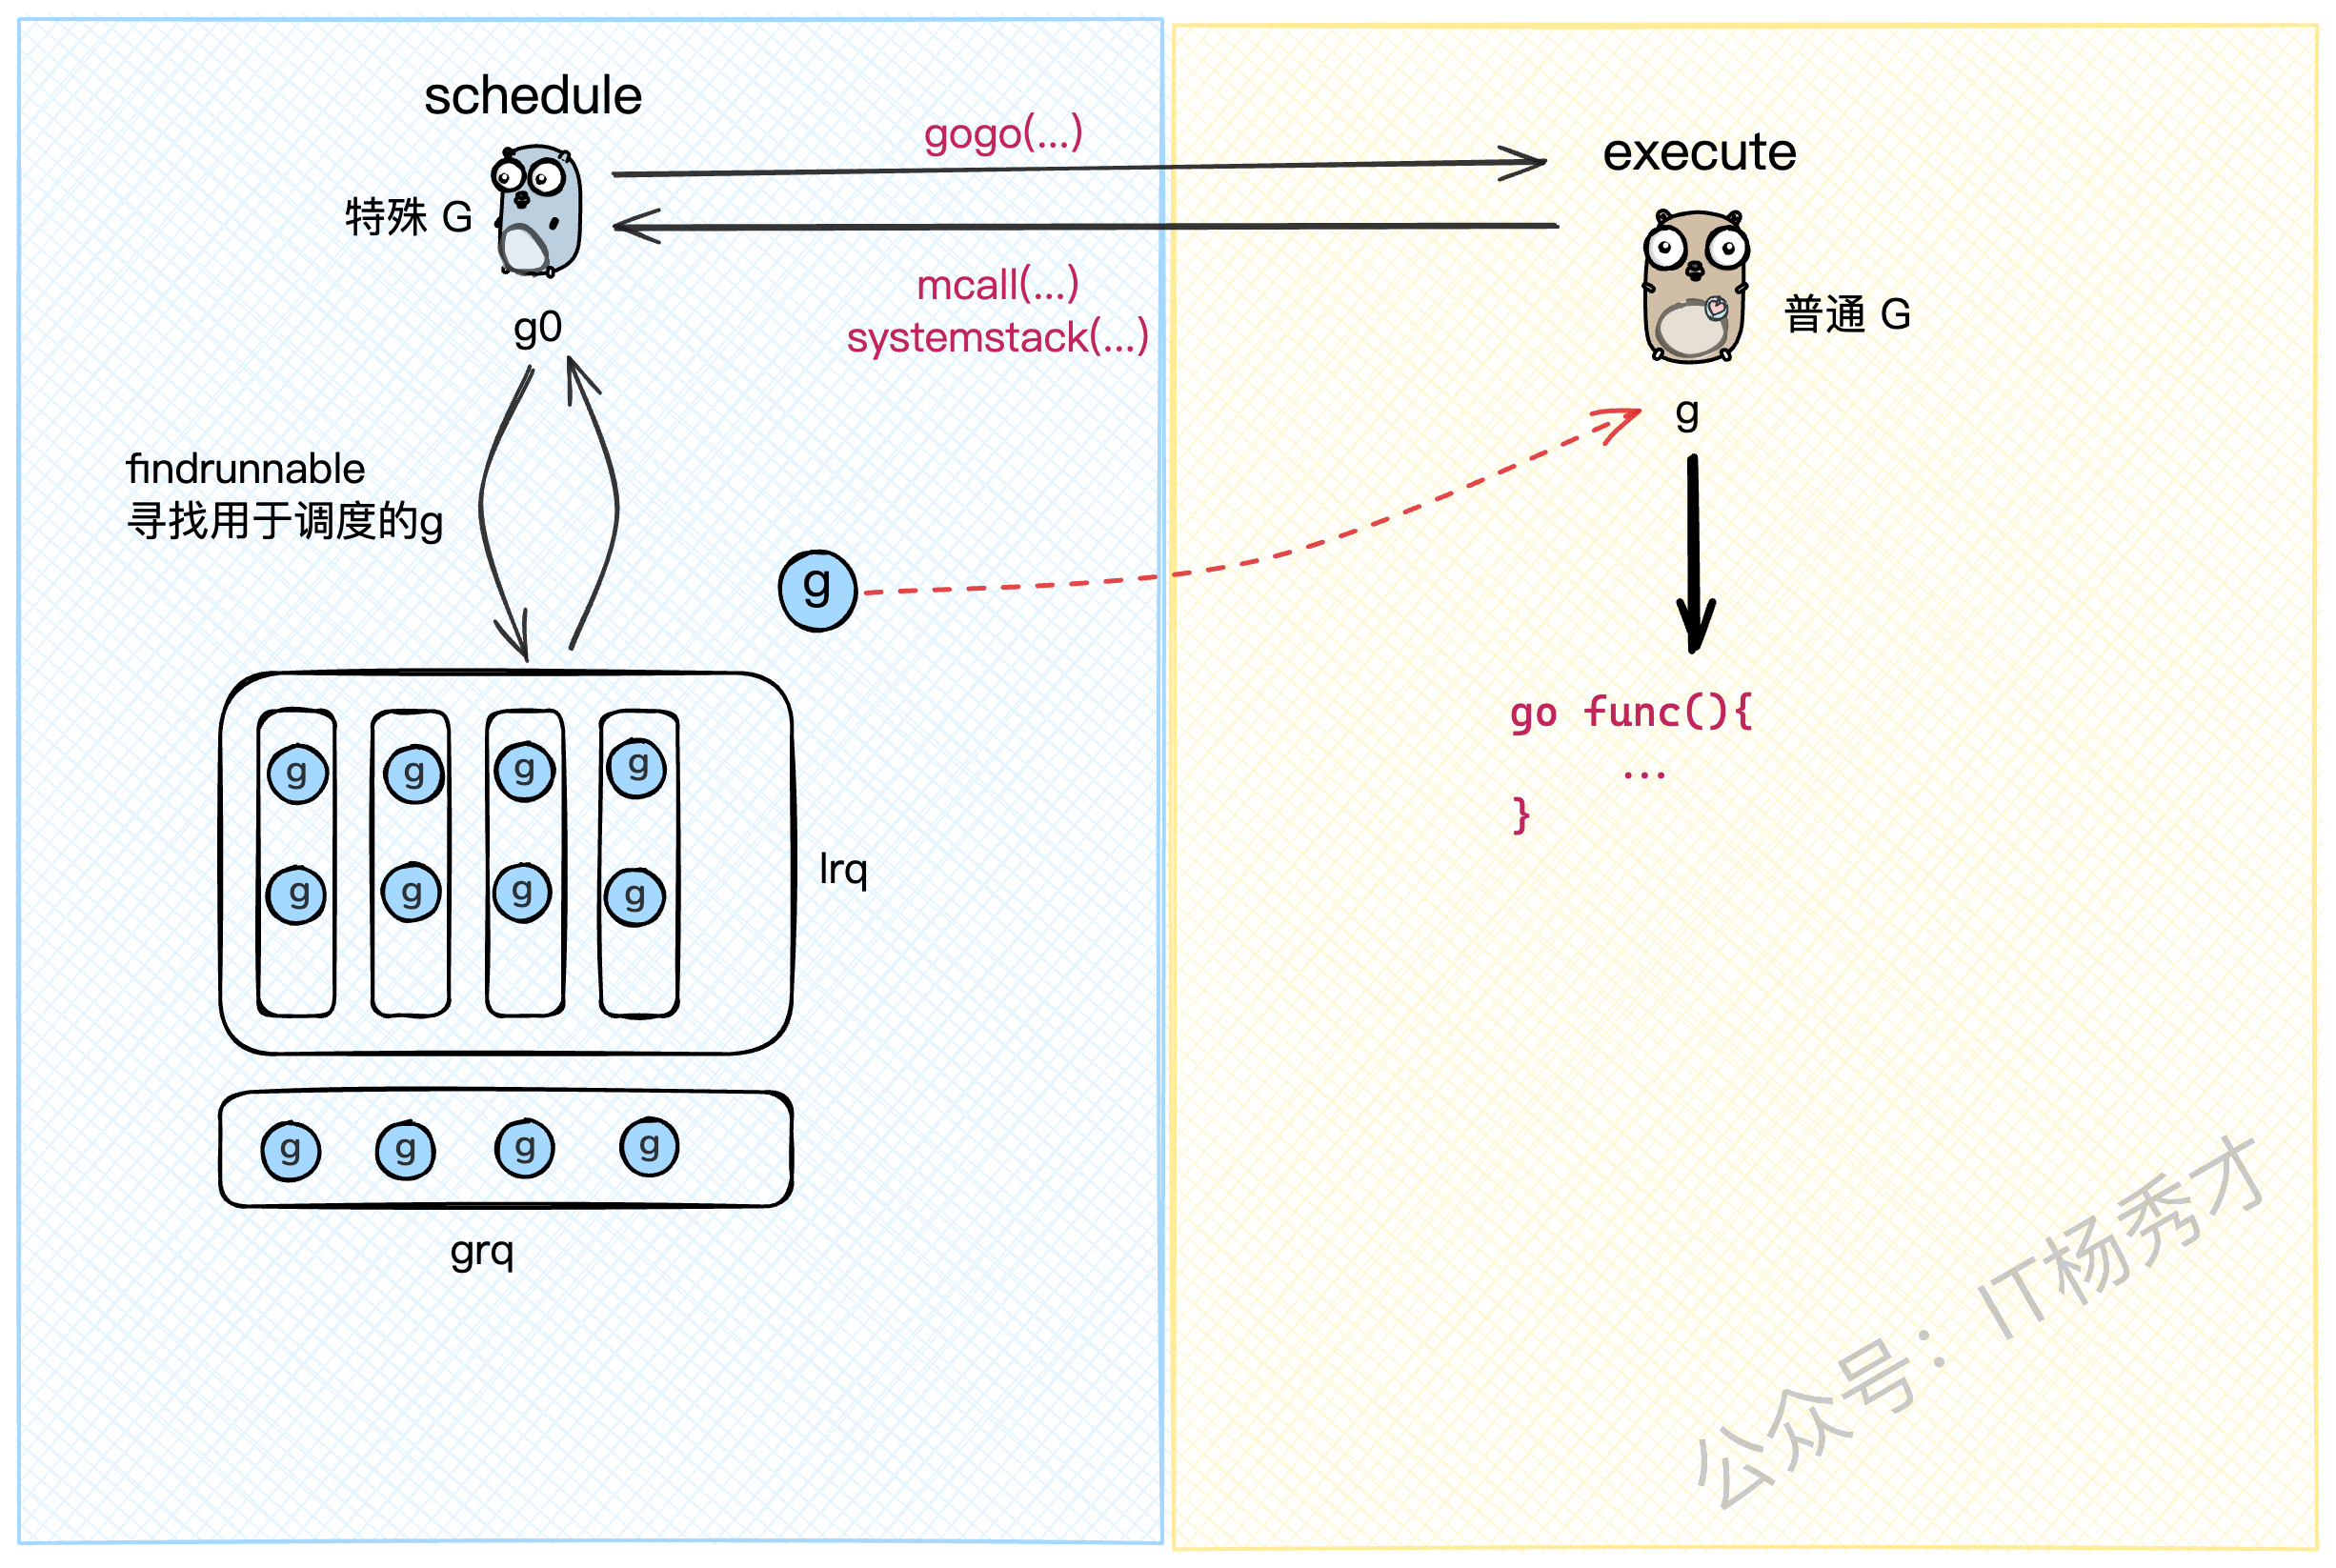 schedule
gogo(...)
execute
特殊 G
mcall(...)
systemstack(...)
普通 G
g0
g
findrunnable
寻找用于调度的g
g
go func(){
...
}
g g g g
g g g g
lrq
g g g g
grq
公众号：IT杨秀才